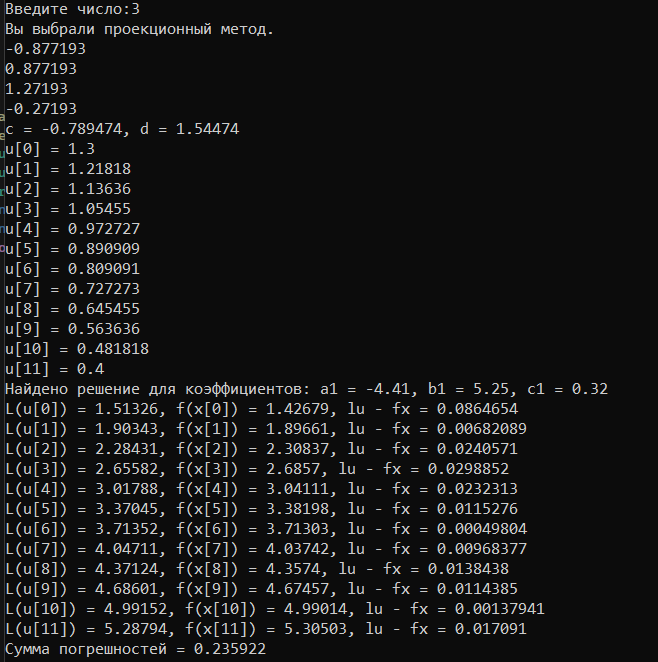 Введите число:3
Вы выбрали проекционный метод.
-0.877193
0.877193
1.27193
-0.27193
c = -0.789474, d = 1.54474
u[0] = 1.3
u[1] = 1.21818
u[2] = 1.13636
u[3] = 1.05455
u[4] = 0.972727
u[5] = 0.890909
u[6] = 0.809091
u[7] = 0.727273
u[8] = 0.645455
u[9] = 0.563636
u[10] = 0.481818
u[11] = 0.4
Найдено решение для коэффициентов: a1 = -4.41, b1 = 5.25, c1 = 0.32
L(u[0]) = 1.51326, f(x[0]) = 1.42679, lu - fx = 0.0864654
L(u[1]) = 1.90343, f(x[1]) = 1.89661, lu - fx = 0.00682089
L(u[2]) = 2.28431, f(x[2]) = 2.30837, lu - fx = 0.0240571
L(u[3]) = 2.65582, f(x[3]) = 2.6857, lu - fx = 0.0298852
L(u[4]) = 3.01788, f(x[4]) = 3.04111, lu - fx = 0.0232313
L(u[5]) = 3.37045, f(x[5]) = 3.38198, lu - fx = 0.0115276
L(u[6]) = 3.71352, f(x[6]) = 3.71303, lu - fx = 0.00049804
L(u[7]) = 4.04711, f(x[7]) = 4.03742, lu - fx = 0.00968377
L(u[8]) = 4.37124, f(x[8]) = 4.3574, lu - fx = 0.0138438
L(u[9]) = 4.68601, f(x[9]) = 4.67457, lu - fx = 0.0114385
L(u[10]) = 4.99152, f(x[10]) = 4.99014, lu - fx = 0.00137941
L(u[11]) = 5.28794, f(x[11]) = 5.30503, lu - fx = 0.017091
Сумма погрешностей = 0.235922